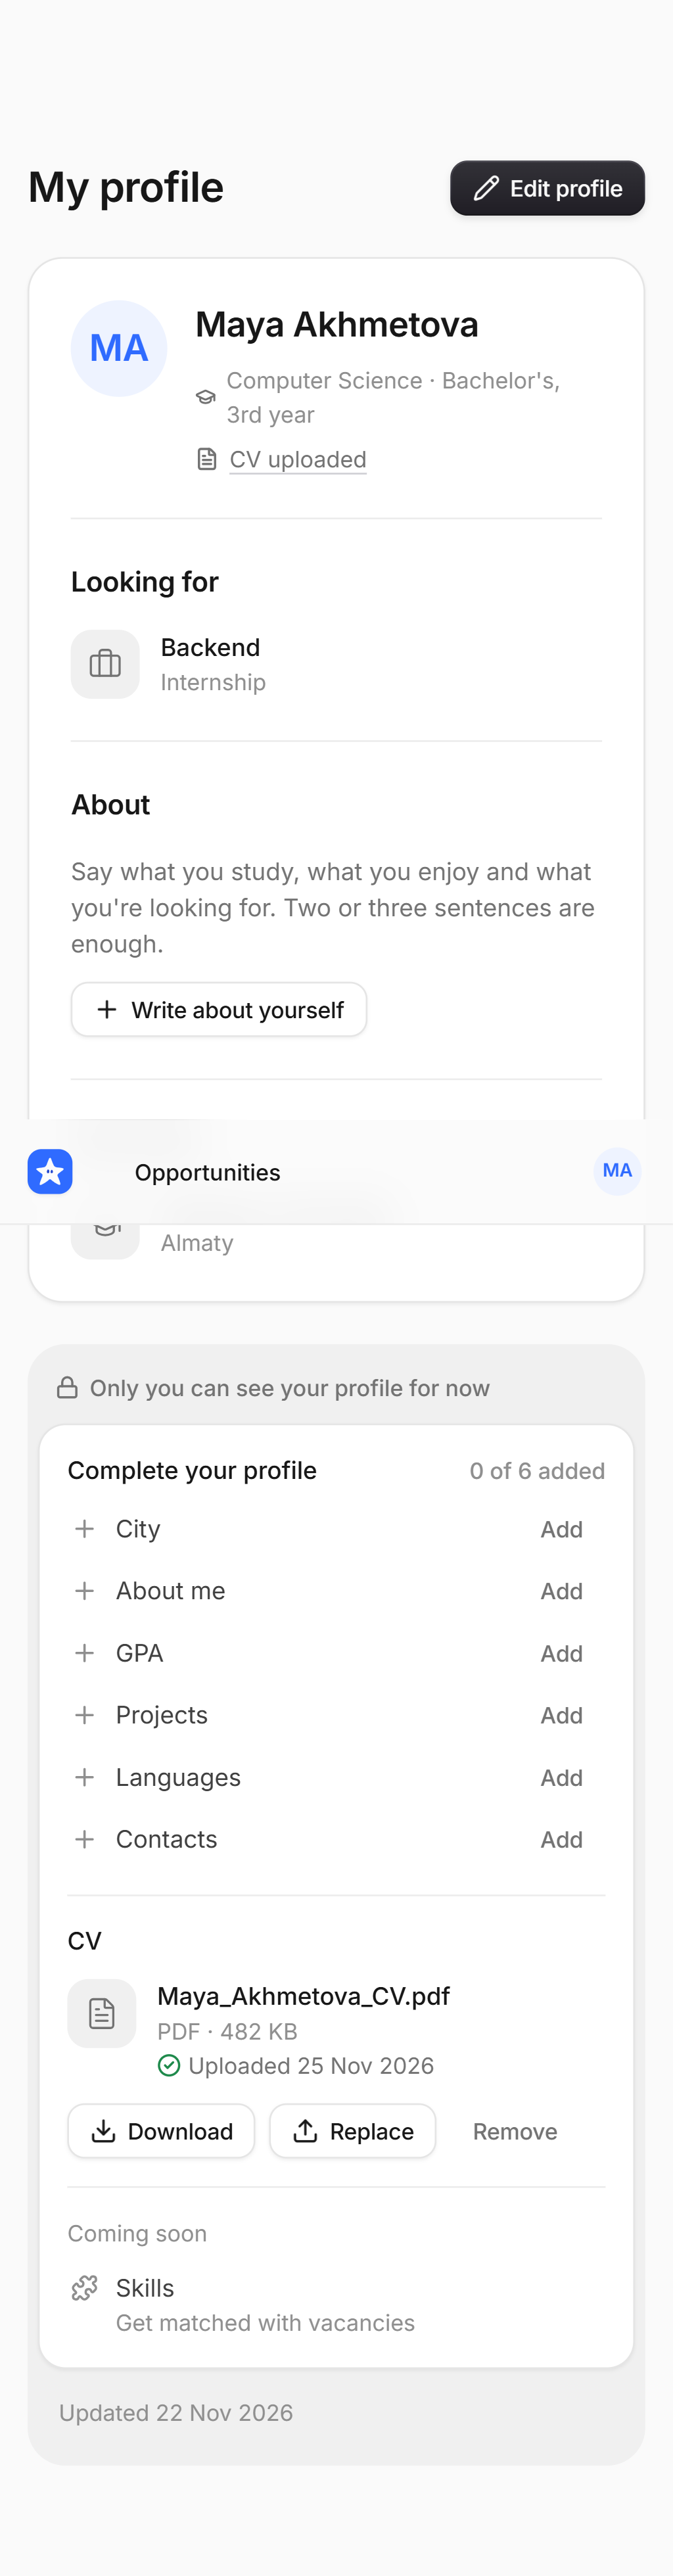 My profile
Edit profile
MA
Maya Akhmetova
Computer Science · Bachelor's,
3rd year
CV uploaded
Looking for
Backend
Internship
About
Say what you study, what you enjoy and what
you're looking for. Two or three sentences are
enough.
Write about yourself
Opportunities
MA
Almaty
Only you can see your profile for now
Complete your profile
0 of 6 added
City
Add
About me
Add
GPA
Add
Projects
Add
Languages
Add
Contacts
Add
CV
Maya_Akhmetova_CV.pdf
PDF · 482 KB
Uploaded 25 Nov 2026
Download
Replace
Remove
Coming soon
Skills
Get matched with vacancies
Updated 22 Nov 2026